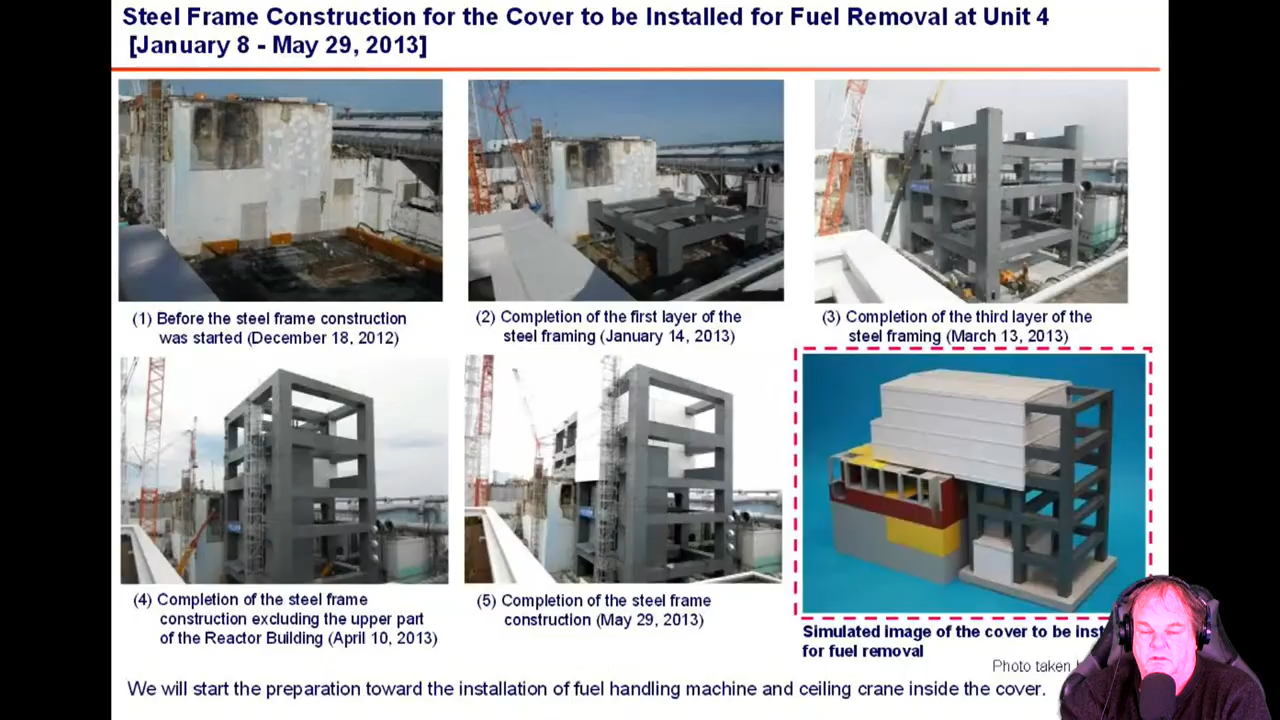 Steel Frame Construction for the Cover to be Installed for Fuel Removal at Unit 4
[January 8 - May 29, 2013]
(1) Before the steel frame construction
was started (December 18, 2012)
(2) Completion of the first layer of the
steel framing (January 14, 2013)
(3) Completion of the third layer of the
steel framing (March 13, 2013)
(4) Completion of the steel frame
construction excluding the upper part
of the Reactor Building (April 10, 2013)
(5) Completion of the steel frame
construction (May 29, 2013)
Simulated image of the cover to be
for fuel removal
Photo taken
We will start the preparation toward the installation of fuel handling machine and ceiling crane inside the cover.